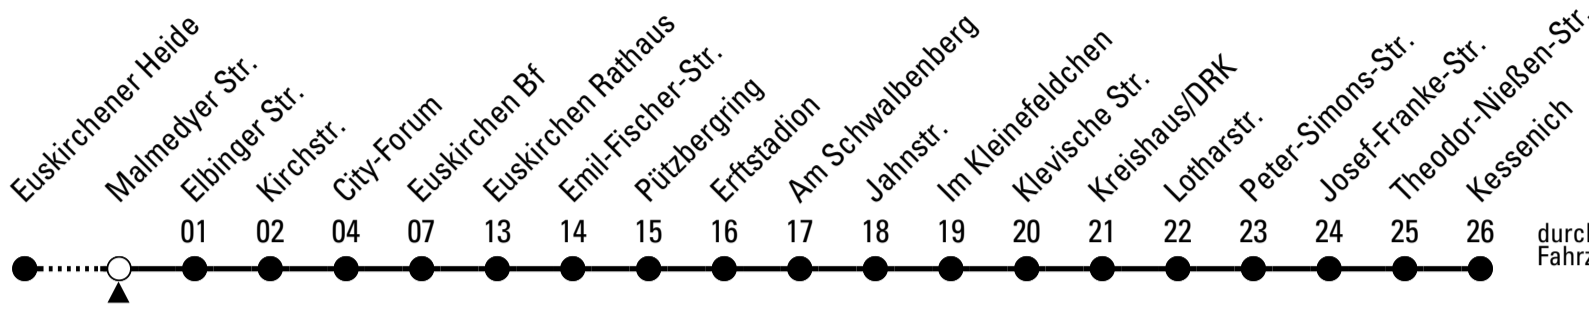 Euskirchener Heide
Malmedyer Str.
Elbinger Str.
Kirchstr.
City-Forum
Euskirchen Bf
Euskirchen Rathaus
Emil-Fischer-Str.
Pützbergring
Erftstadion
Am Schwalbenberg
Jahnstr.
Im Kleinefeldchen
Klevische Str.
Kreishaus/DRK
Lotharstr.
Peter-Simons-Str.
Josef-Franke-Str.
Theodor-Nießen-Str.
Kessenich
01 02 04 07 13 14 15 16 17 18 19 20 21 22 23 24 25 26